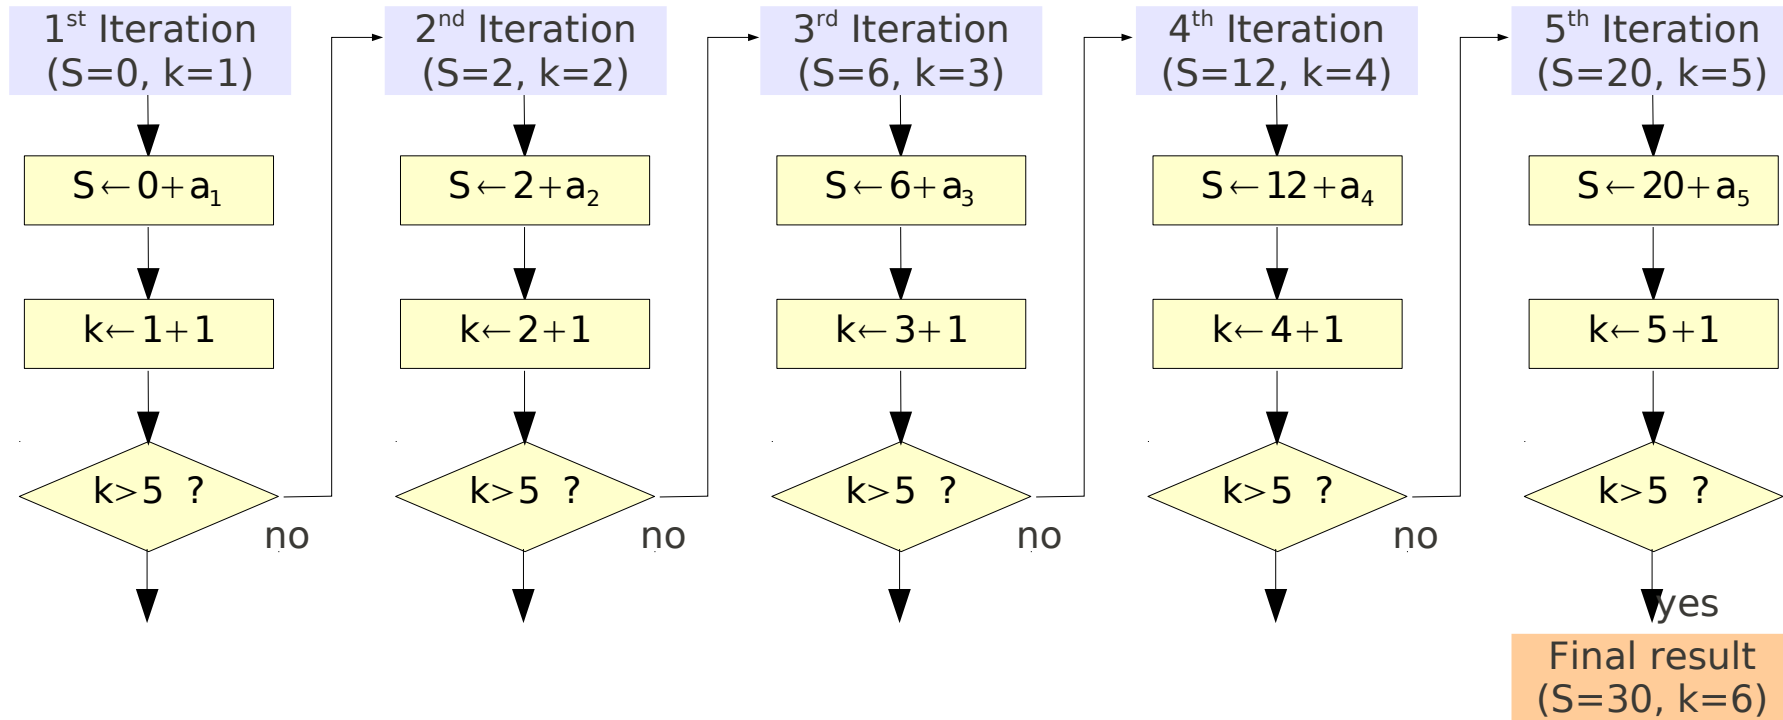 1st Iteration
(S=0, k=1)
S←0+a1
k←1+1
k>5 ?
no
2nd Iteration
(S=2, k=2)
S←2+a2
k←2+1
k>5 ?
no
3rd Iteration
(S=6, k=3)
S←6+a3
k←3+1
k>5 ?
no
4th Iteration
(S=12, k=4)
S←12+a4
k←4+1
k>5 ?
no
5th Iteration
(S=20, k=5)
S←20+a5
k←5+1
k>5 ?
yes
Final result
(S=30, k=6)